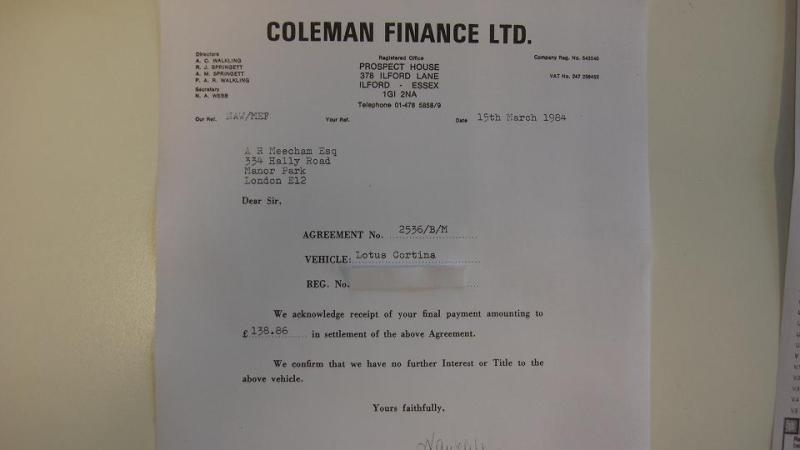 COLEMAN FINANCE LTD.
Directors
A. C. WALKLING
R. J. SPRINGETT
A. M. SPRINGETT
P. A. R. WALKLING
Secretary
N. A. WEBB
Registered Office
PROSPECT HOUSE
378 ILFORD LANE
ILFORD - ESSEX
1G1 2NA
Telephone 01-478 5858/9
Company Reg. No.
VAT No. 247
Our Ref. NAW/MEF Your Ref. Date 15th March 1984
A R Meecham Esq
334 Hally Road
Manor Park
London E12
Dear Sir,
AGREEMENT No. 2536/B/M
VEHICLE: Lotus Cortina
REG. No.
We acknowledge receipt of your final payment amounting to
£ 138.86 in settlement of the above Agreement.
We confirm that we have no further Interest or Title to the
above vehicle.
Yours faithfully,